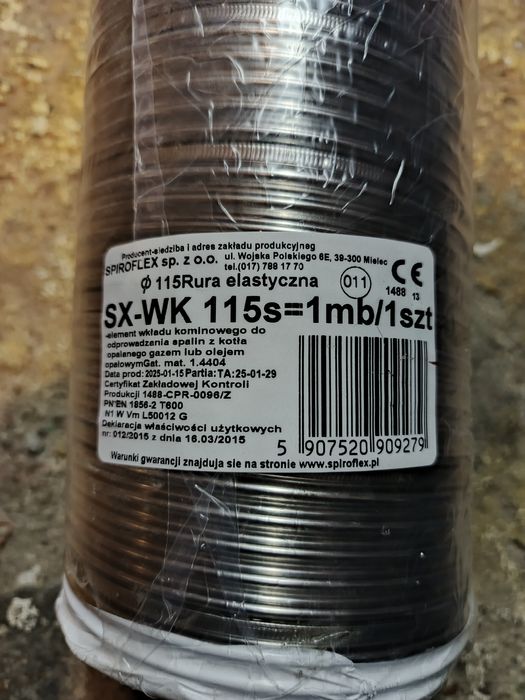 Producent-siedziba i adres zakładu produkcyjneg
SPIROFLEX sp. z o.o. ul. Wojska Polskiego 6E, 39-300 Mielec
tel.(017) 788 17 70
ϕ 115Rura elastyczna
011
CE
1488 13
SX-WK 115s=1mb/1szt
-element wkładu kominowego do
odprowadzania spalin z kotła
opalanego gazem lub olejem
opałowymGat. mat. 1.4404
Data prod: 2025-01-15 Partia: TA:25-01-29
Certyfikat Zakładowej Kontroli
Produkcji 1488-CPR-0096/Z
PN'EN 1856-2 T600
N1 W Vm L50012 G
Deklaracja właściwości użytkowych
nr: 012/2015 z dnia 16.03/2015
5 907520 909279
Warunki gwarancji znajduja sie na stronie www.spiroflex.pl